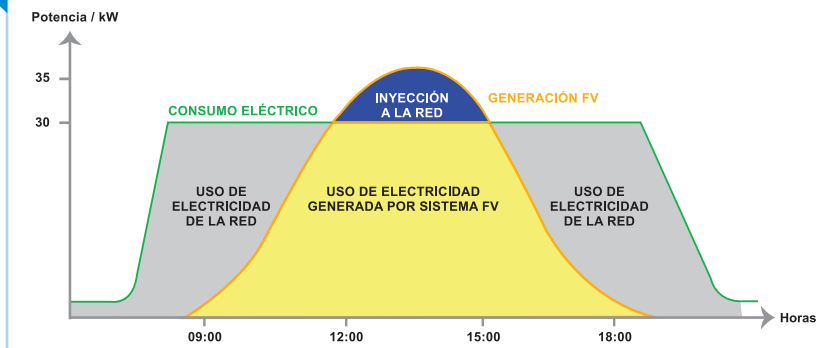 Potencia / kW
35
30
CONSUMO ELÉCTRICO
INYECCIÓN
A LA RED
GENERACIÓN FV
USO DE
ELECTRICIDAD
DE LA RED
USO DE ELECTRICIDAD
GENERADA POR SISTEMA FV
USO DE
ELECTRICIDAD
DE LA RED
Horas
09:00
12:00
15:00
18:00